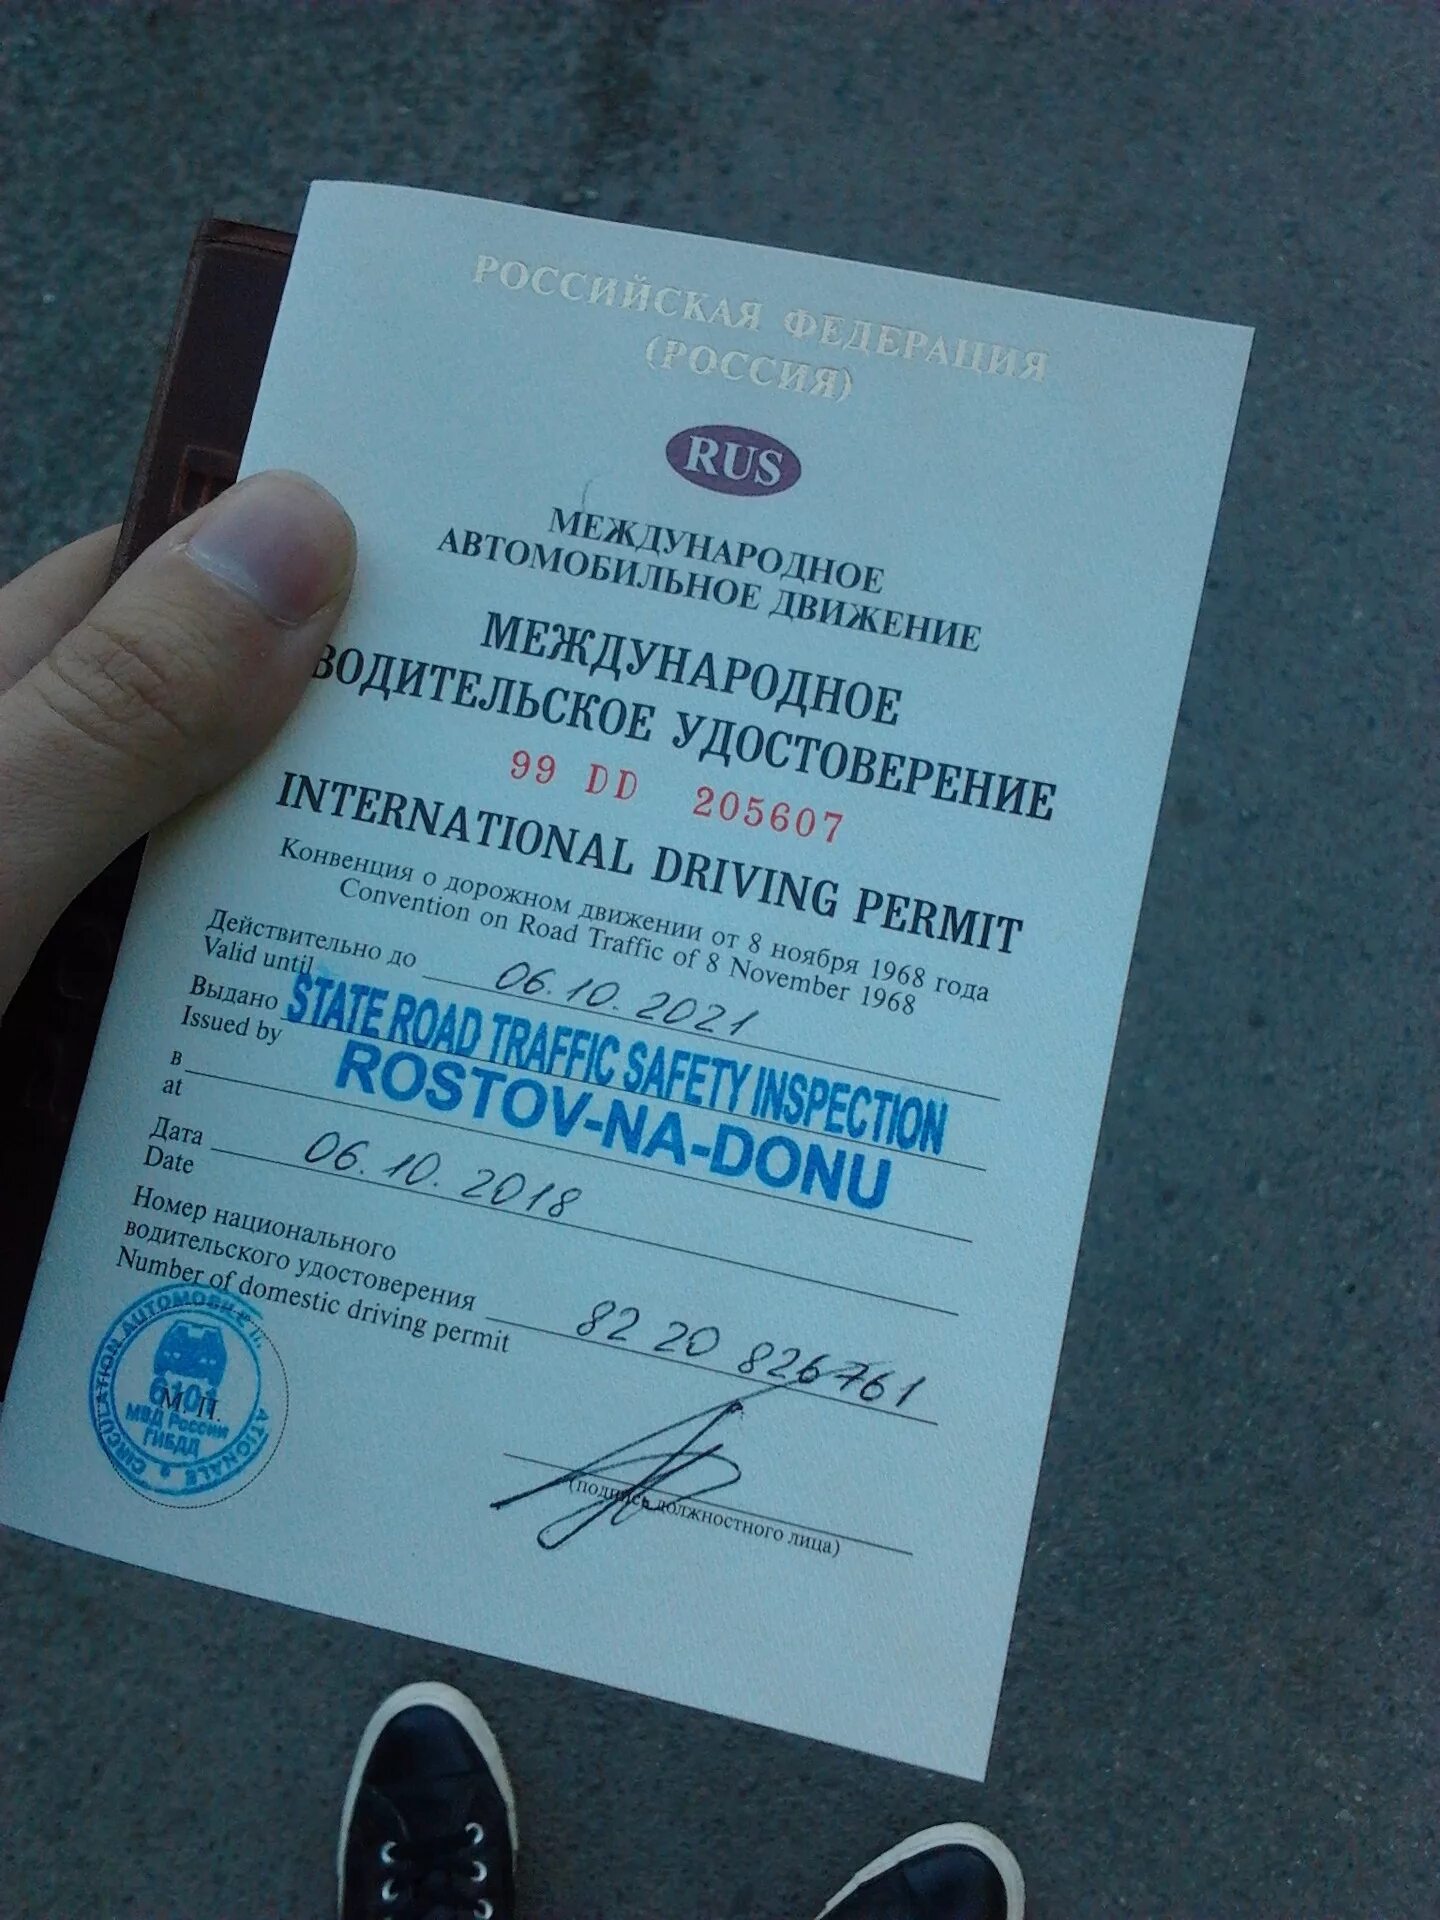 РОССИЙСКАЯ ФЕДЕРАЦИЯ
(РОССИЯ)
RUS
МЕЖДУНАРОДНОЕ
АВТОМОБИЛЬНОЕ ДВИЖЕНИЕ
МЕЖДУНАРОДНОЕ
ВОДИТЕЛЬСКОЕ УДОСТОВЕРЕНИЕ
99 DD 205607
INTERNATIONAL DRIVING PERMIT
Конвенция о дорожном движении от 8 ноября 1968 года
Convention on Road Traffic of 8 November 1968
Действительно до 06.10.2021
Valid until
Выдано STATE ROAD TRAFFIC SAFETY INSPECTION
Issued by
в ROSTOV-NA-DONU
at
Дата 06.10.2018
Date
Номер национального
водительского удостоверения 82 20 826761
Number of domestic driving permit
CIRCULATION AUTOMOBILE
6101
М.П.
МВД России
ГИБДД
(подпись должностного лица)